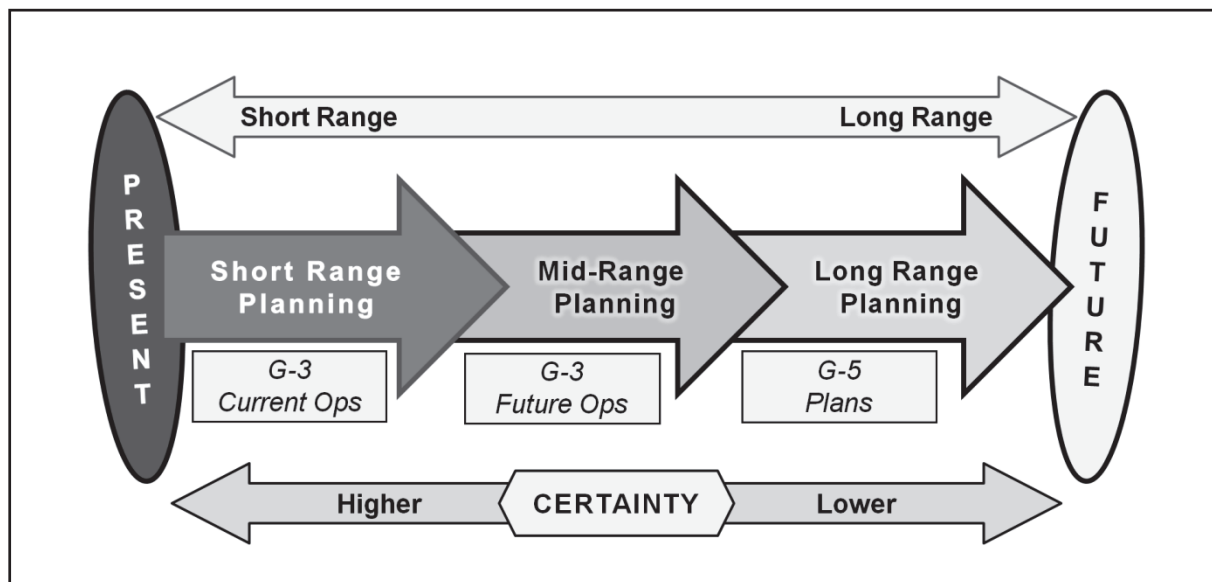 Short Range
Long Range
PRESENT
Short Range
Planning
Mid-Range
Planning
Long Range
Planning
FUTURE
G-3
Current Ops
G-3
Future Ops
G-5
Plans
Higher
CERTAINTY
Lower